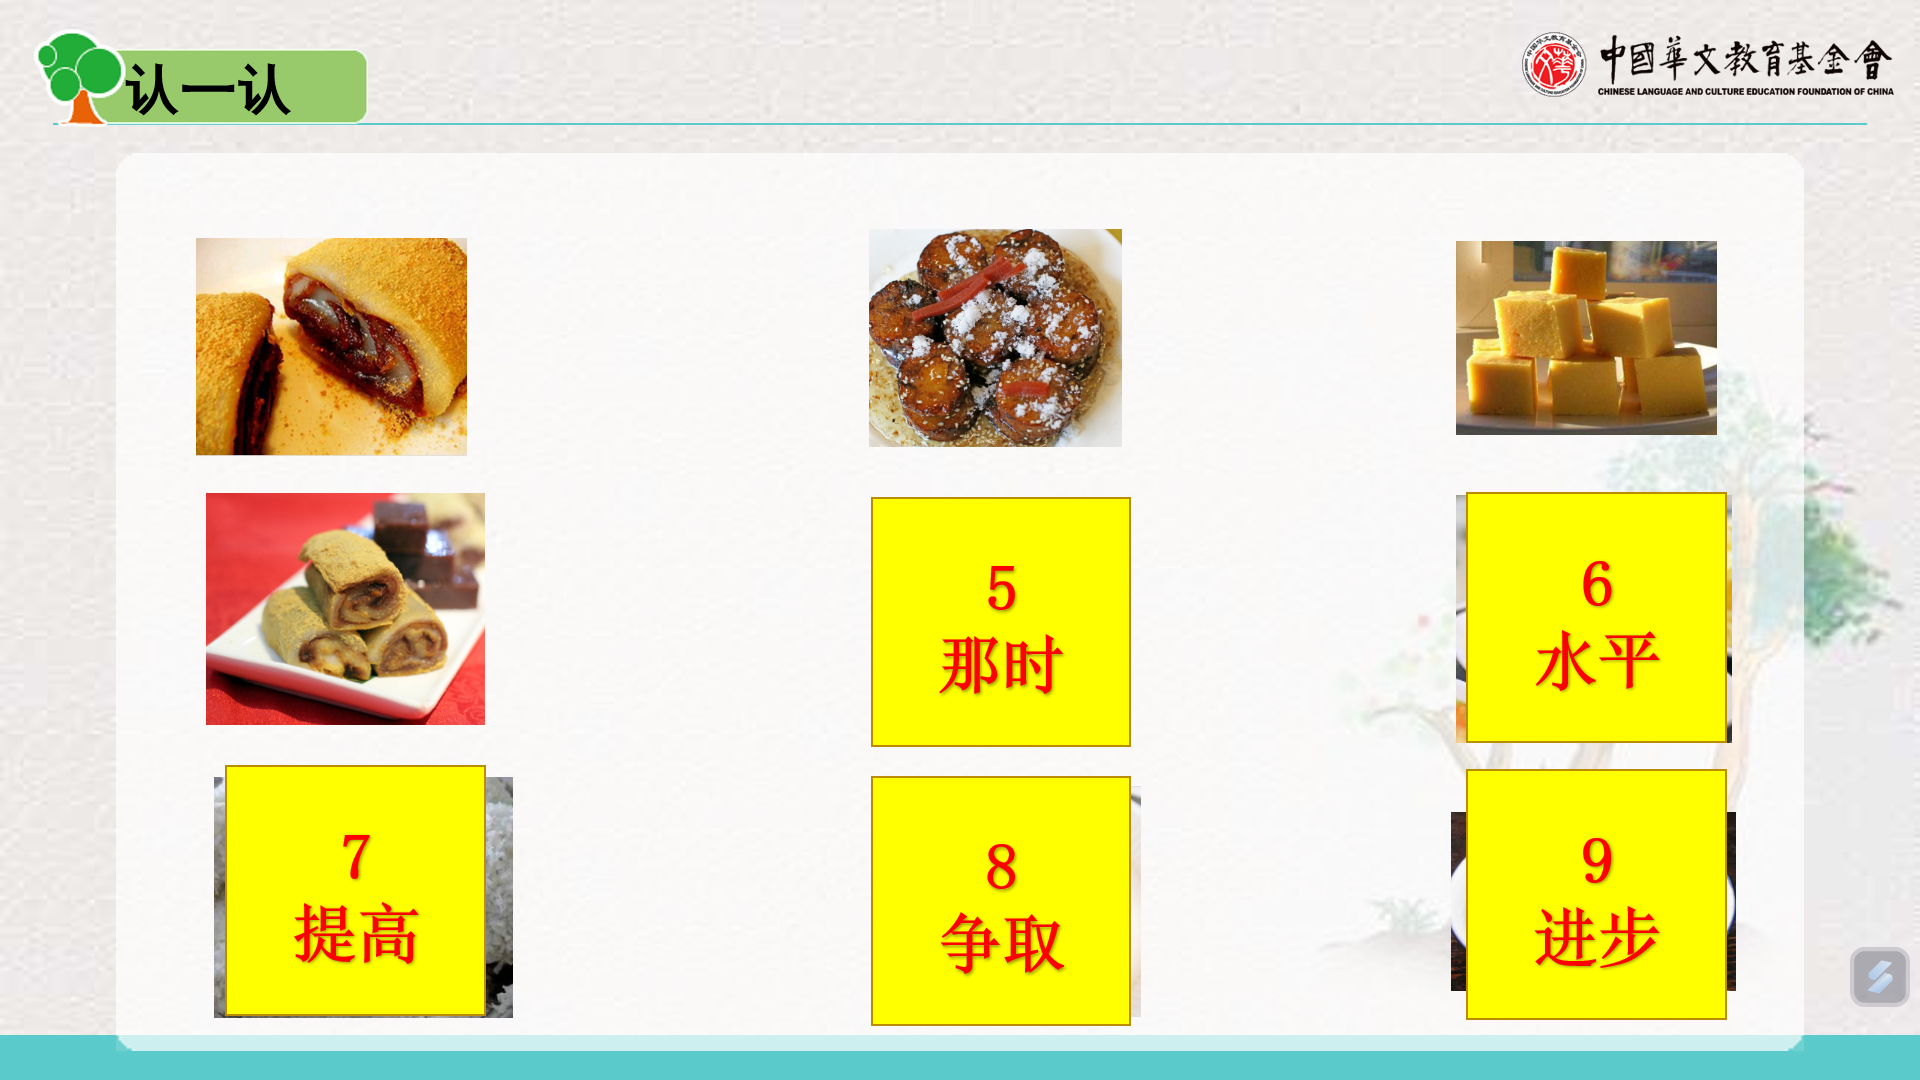 认一认
中國華文教育基金會
CHINESE LANGUAGE AND CULTURE EDUCATION FOUNDATION OF CHINA
5
那时
6
水平
7
提高
8
争取
9
进步